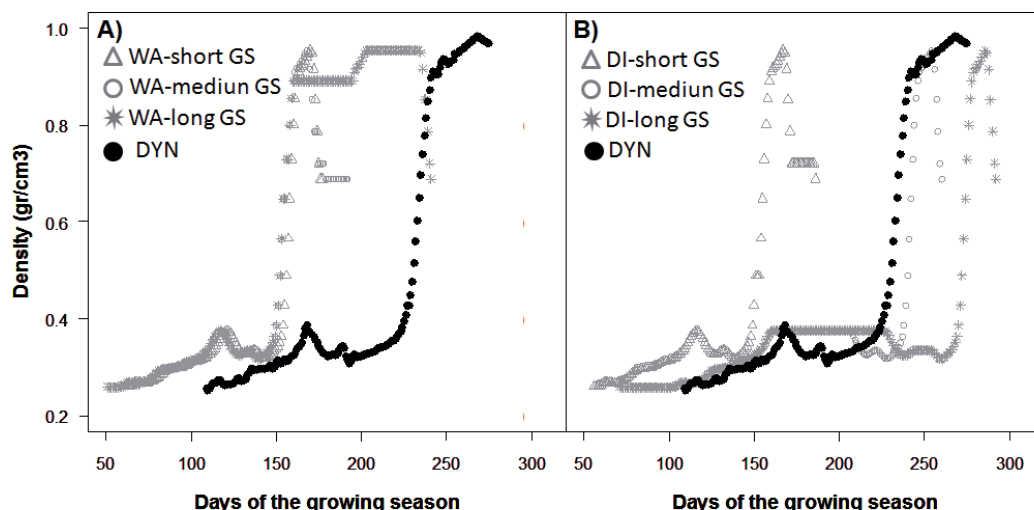 A)
WA-short GS
WA-mediun GS
WA-long GS
DYN
B)
DI-short GS
DI-mediun GS
DI-long GS
DYN
Density (gr/cm3)
1.0
0.8
0.6
0.4
0.2
50 100 150 200 250 300
50 100 150 200 250 300
Days of the growing season
Days of the growing season